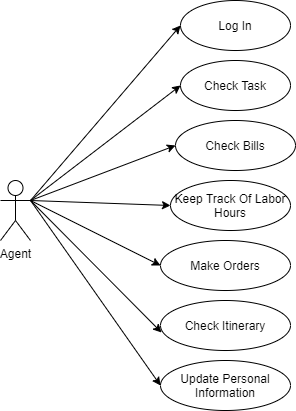 Log In
Check Task
Check Bills
Keep Track Of Labor
Hours
Agent
Make Orders
Check Itinerary
Update Personal
Information